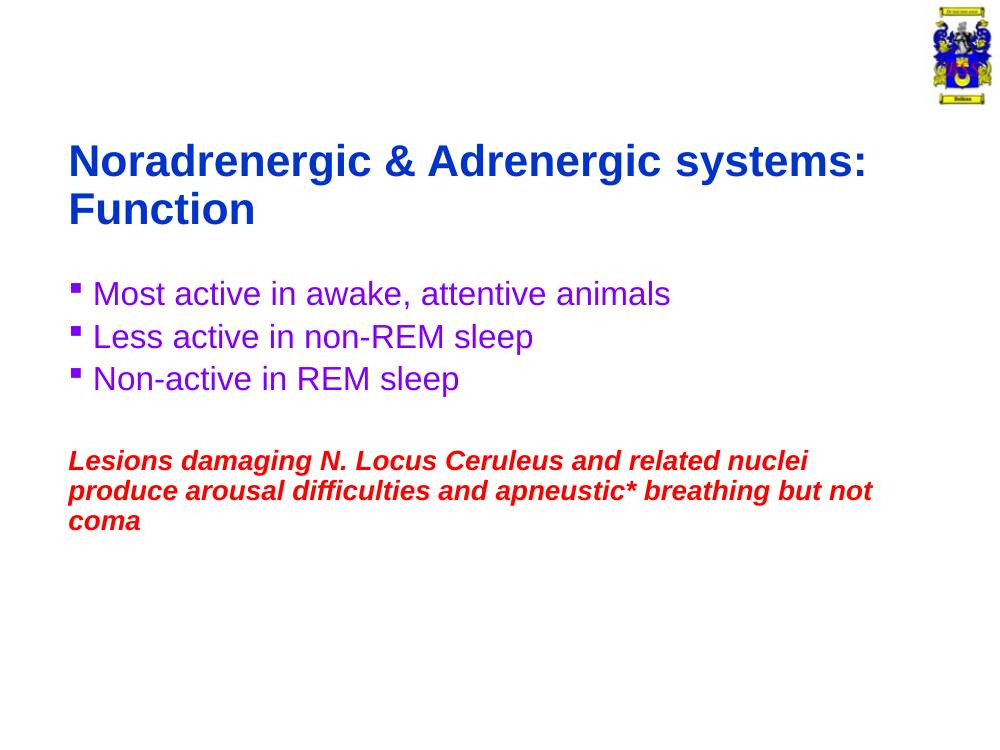 Noradrenergic & Adrenergic systems:
Function
▪ Most active in awake, attentive animals
▪ Less active in non-REM sleep
▪ Non-active in REM sleep
Lesions damaging N. Locus Ceruleus and related nuclei
produce arousal difficulties and apneustic* breathing but not
coma